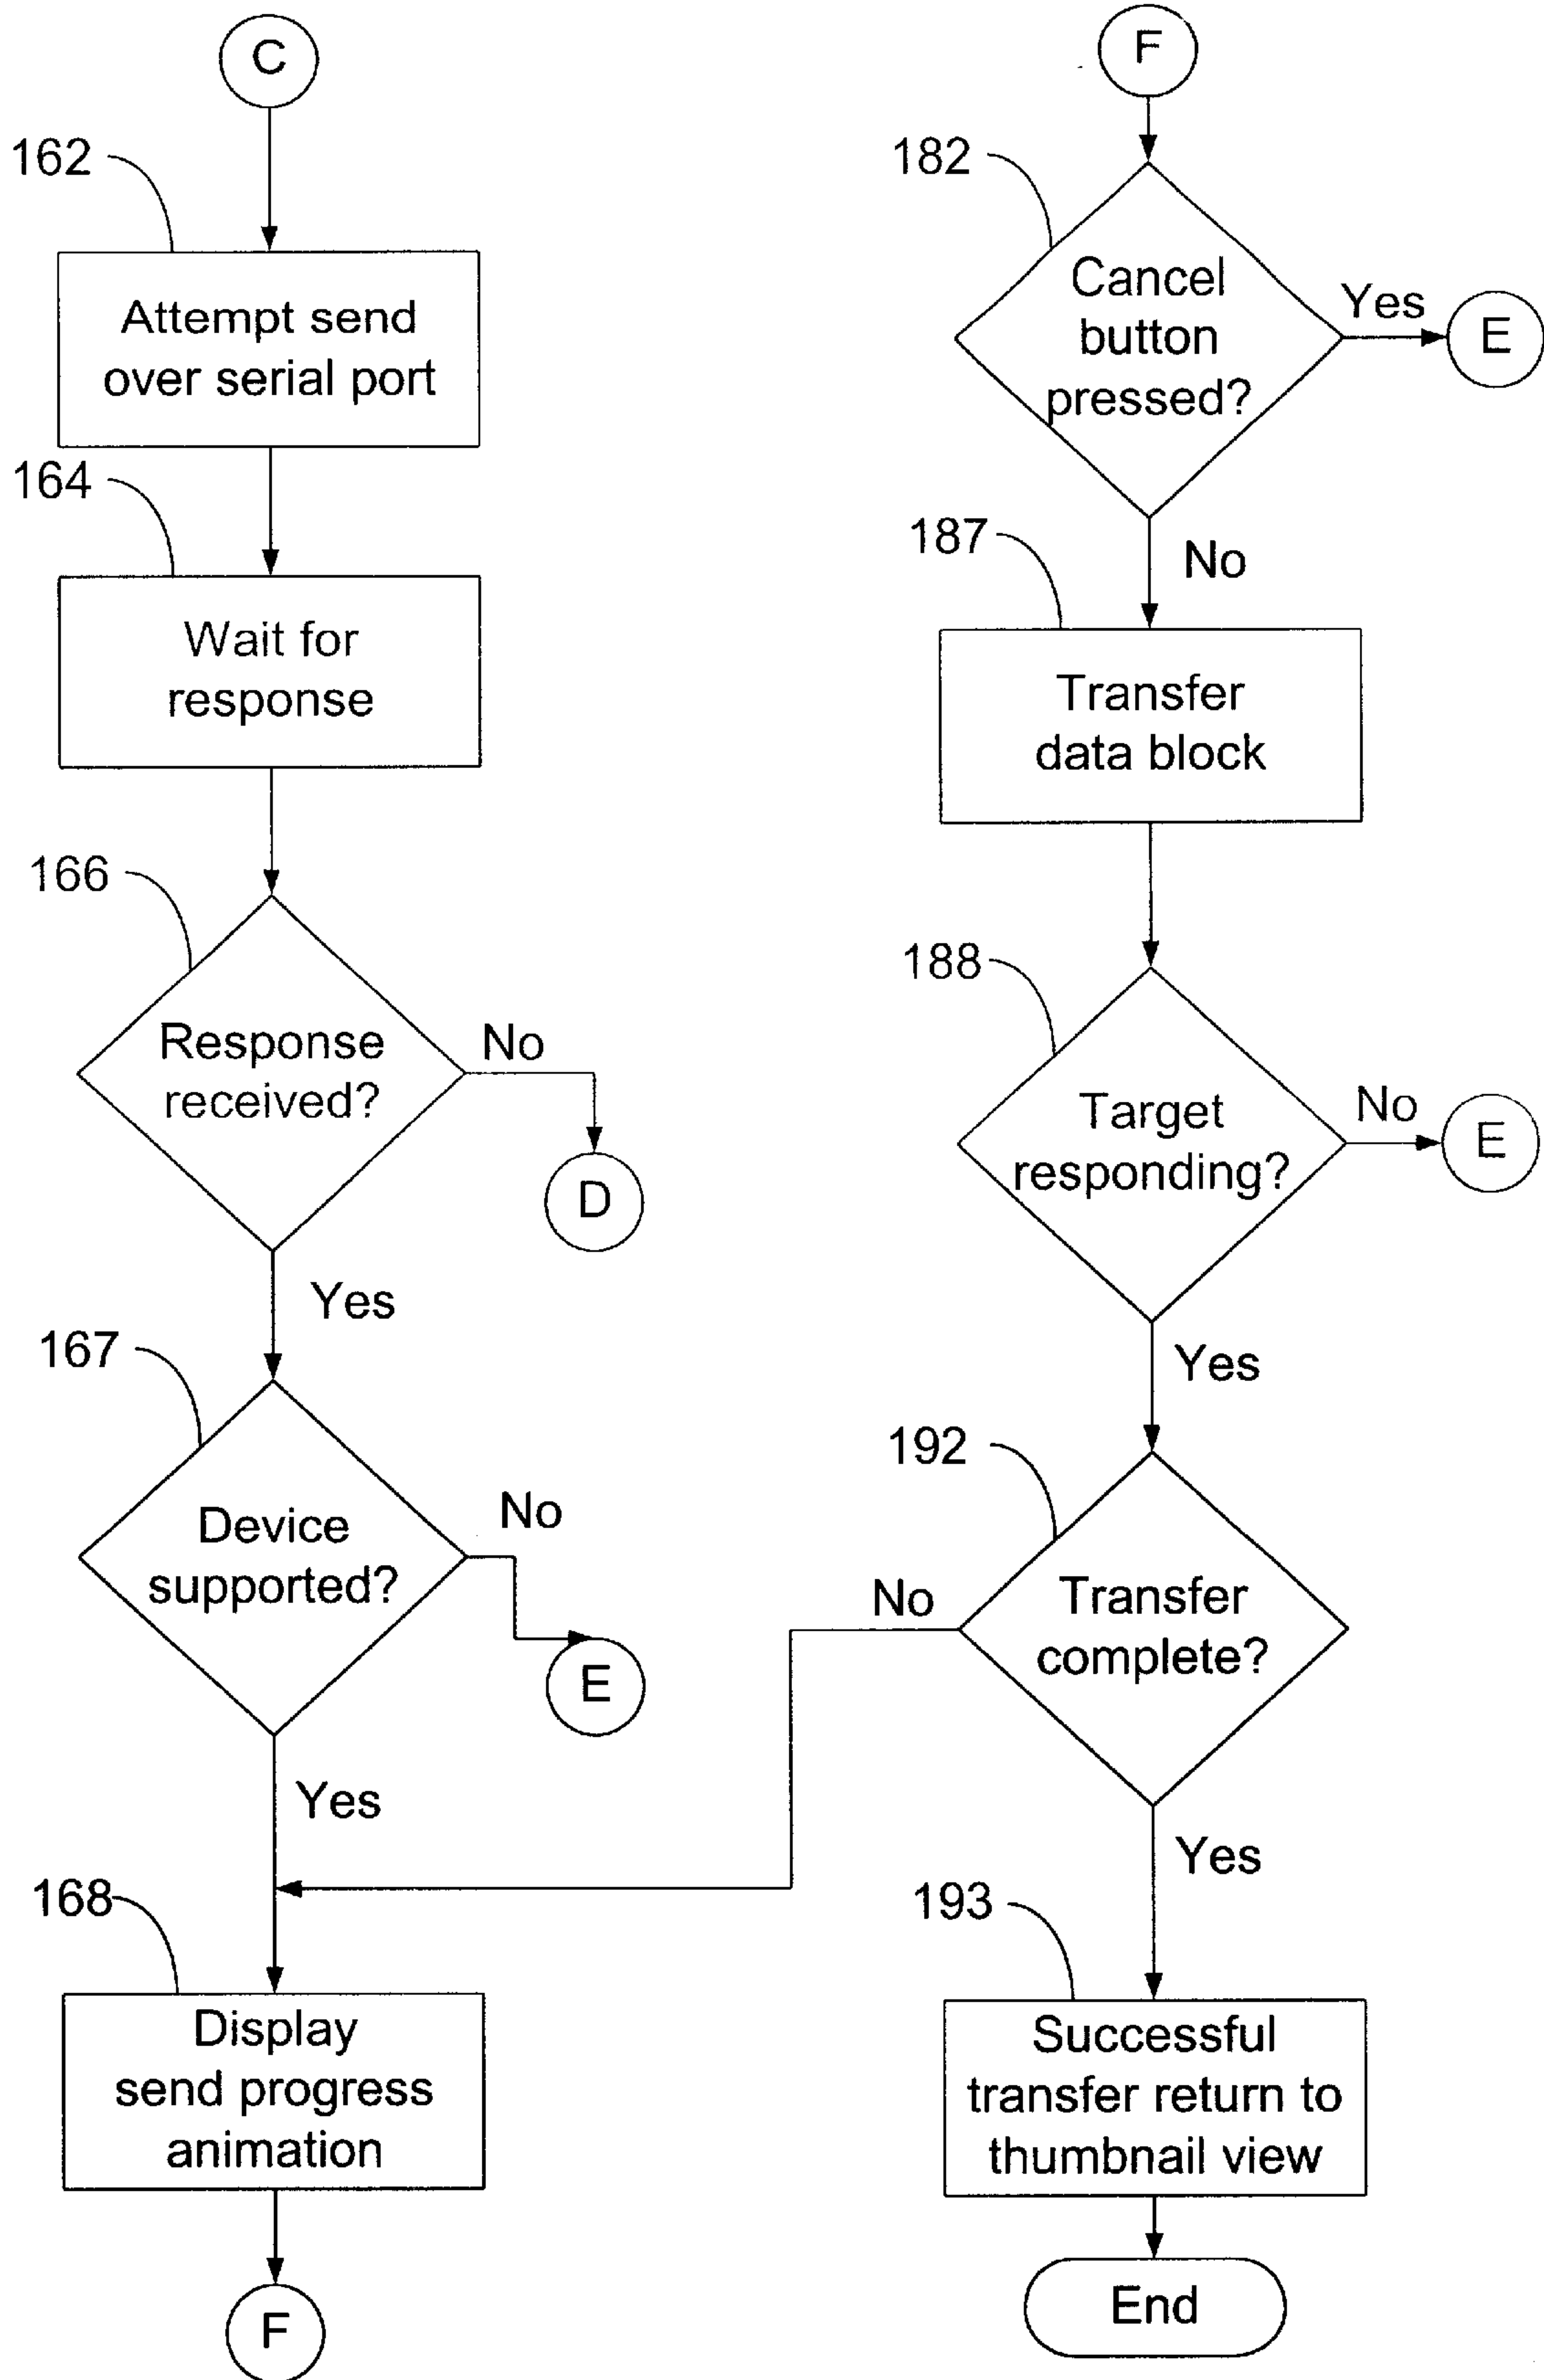 C
162
Attempt send
over serial port
164
Wait for
response
166
Response
received?
No
D
Yes
167
Device
supported?
No
E
Yes
168
Display
send progress
animation
F
F
182
Cancel
button
pressed?
Yes
E
No
187
Transfer
data block
188
Target
responding?
No
E
Yes
192
Transfer
complete?
No
Yes
193
Successful
transfer return to
thumbnail view
End